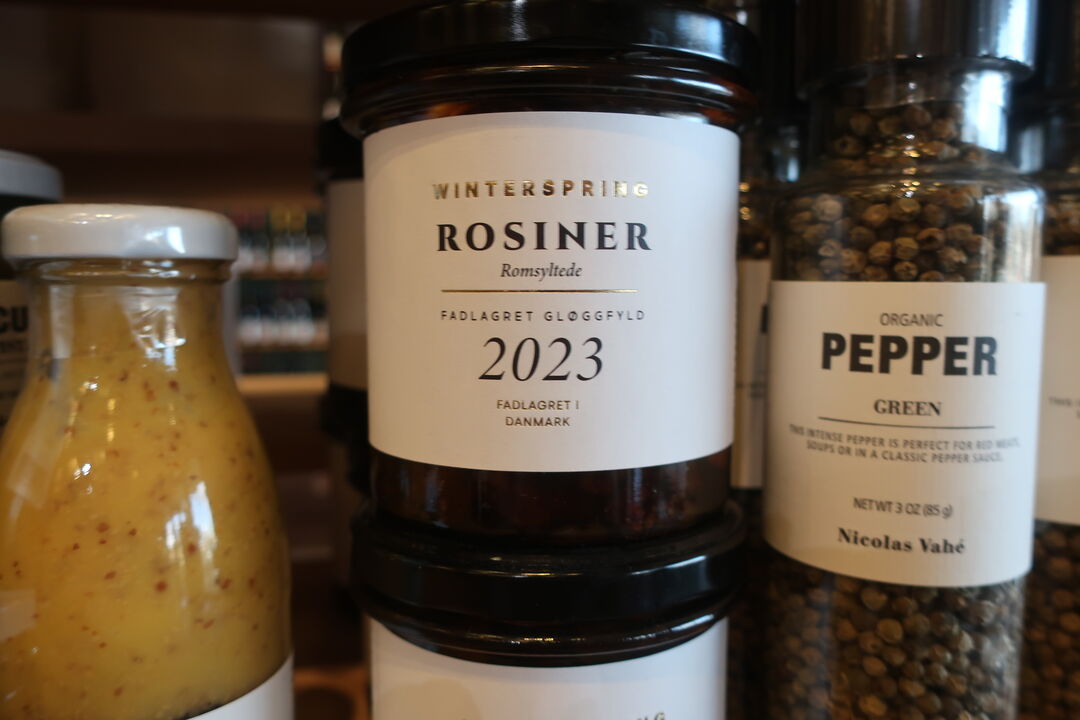 WINTERSPRING
ROSINER
Romsyltede
FADLAGRET GLØGGFYLD
2023
FADLAGRET I
DANMARK
ORGANIC
PEPPER
GREEN
THIS INTENSE PEPPER IS PERFECT FOR RED MEATS,
SOUPS OR IN A CLASSIC PEPPER SAUCE.
NET WT 3 OZ (85 g)
Nicolas Vahé